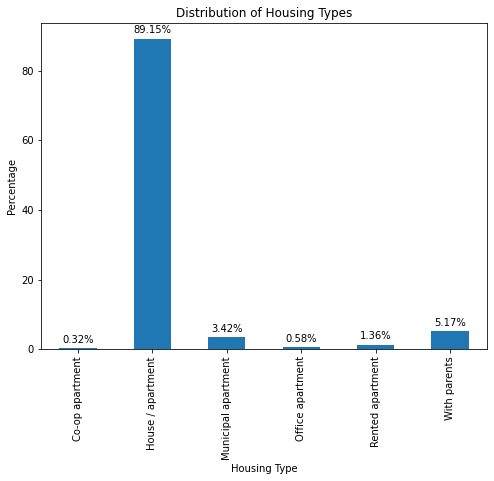 Distribution of Housing Types
89.15%
80
60
Percentage
40
20
5.17%
3.42%
1.36%
0.58%
0.32%
0
Co-op apartment
House / apartment
Municipal apartment
Office apartment
Rented apartment
With parents
Housing Type